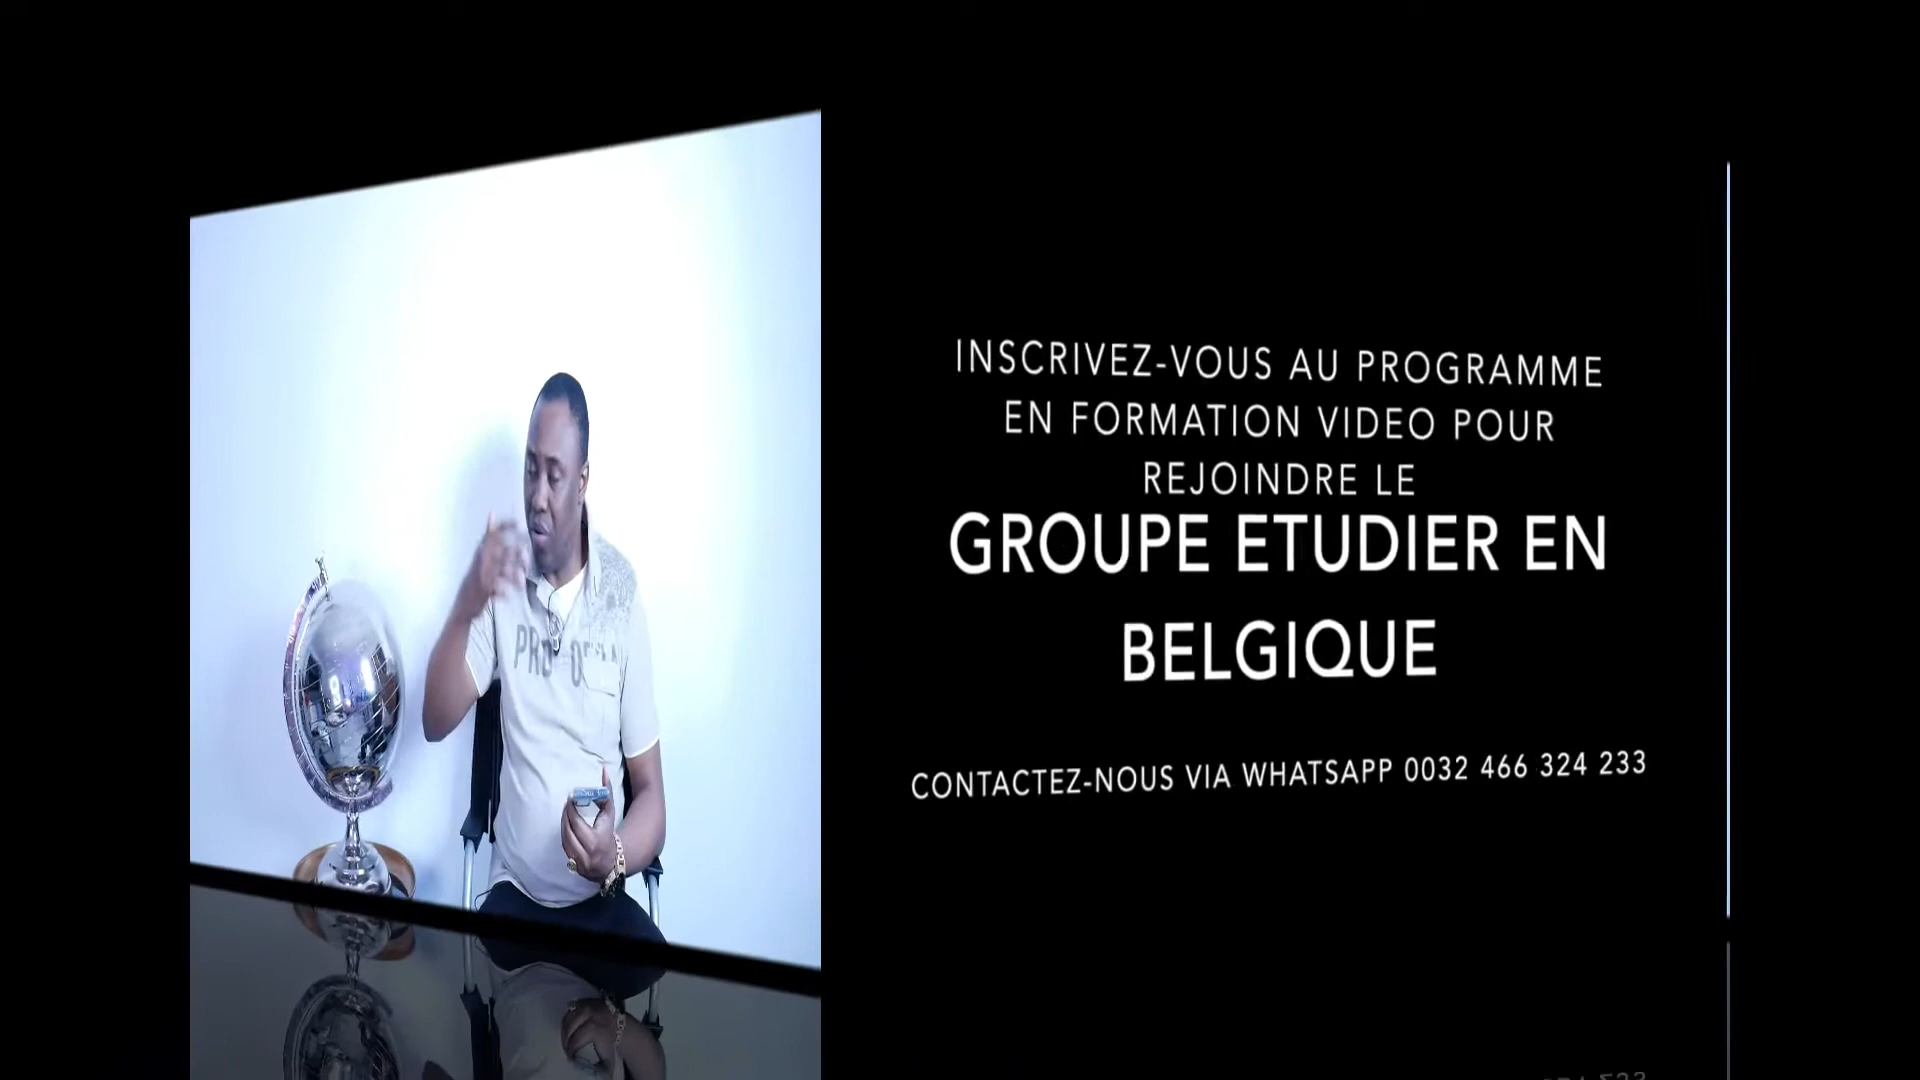 INSCRIVEZ-VOUS AU PROGRAMME
EN FORMATION VIDEO POUR
REJOINDRE LE
GROUPE ETUDIER EN
BELGIQUE
CONTACTEZ-NOUS VIA WHATSAPP 0032 466 324 233